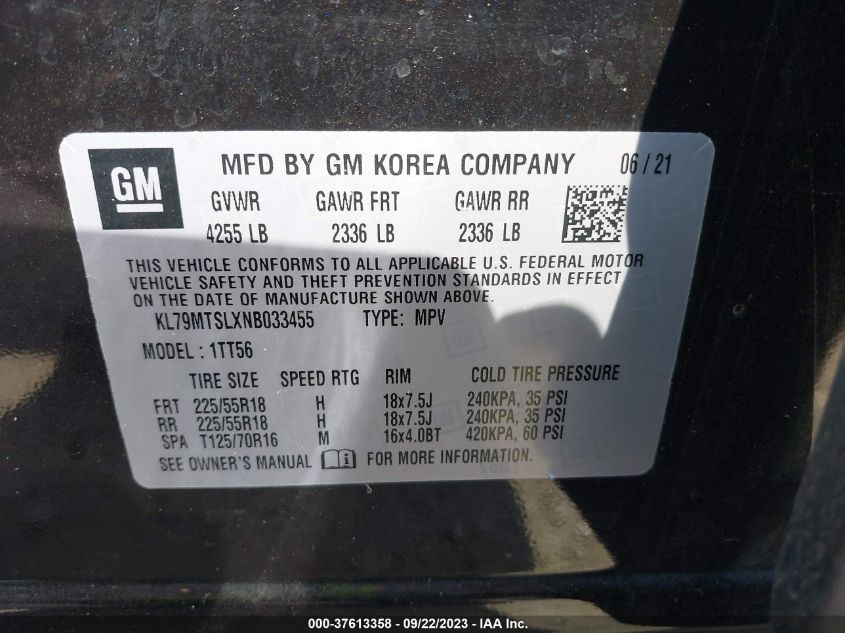 GM
MFD BY GM KOREA COMPANY 06 / 21
GVWR GAWR FRT GAWR RR
4255 LB 2336 LB 2336 LB
THIS VEHICLE CONFORMS TO ALL APPLICABLE U.S. FEDERAL MOTOR
VEHICLE SAFETY AND THEFT PREVENTION STANDARDS IN EFFECT
ON THE DATE OF MANUFACTURE SHOWN ABOVE.
KL79MTSLXNB033455 TYPE: MPV
MODEL : 1TT56
TIRE SIZE SPEED RTG RIM COLD TIRE PRESSURE
FRT 225/55R18 H 18x7.5J 240KPA, 35 PSI
RR 225/55R18 H 18x7.5J 240KPA, 35 PSI
SPA T125/70R16 M 16x4.0BT 420KPA, 60 PSI
SEE OWNER'S MANUAL FOR MORE INFORMATION.
000-37613358 - 09/22/2023 - IAA Inc.